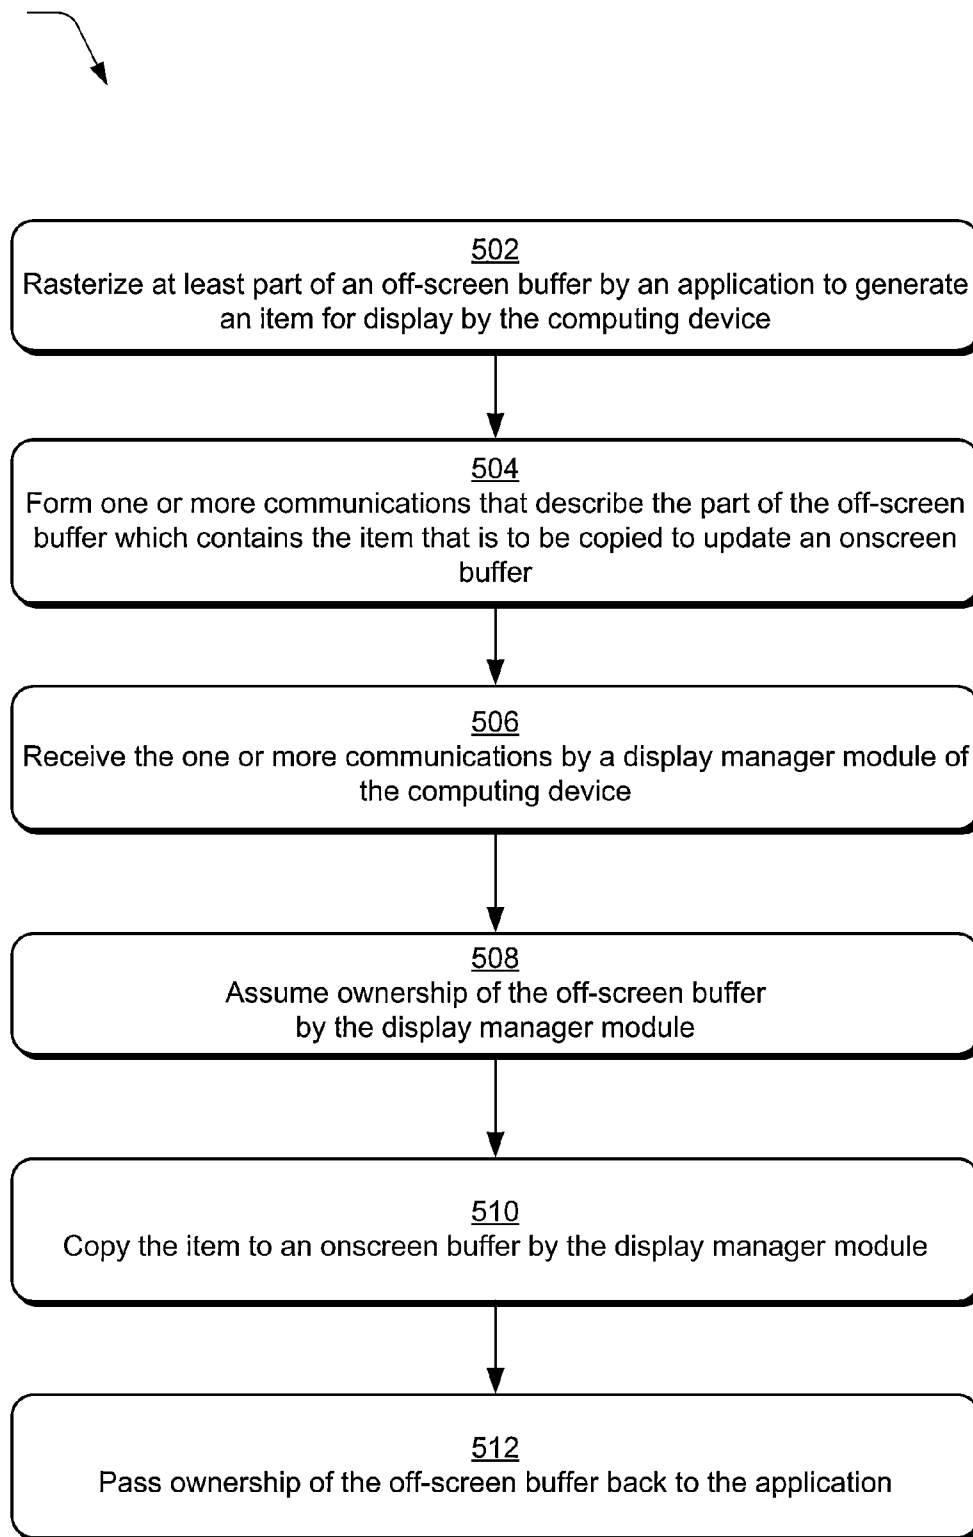 502
Rasterize at least part of an off-screen buffer by an application to generate
an item for display by the computing device
504
Form one or more communications that describe the part of the off-screen
buffer which contains the item that is to be copied to update an onscreen
buffer
506
Receive the one or more communications by a display manager module of
the computing device
508
Assume ownership of the off-screen buffer
by the display manager module
510
Copy the item to an onscreen buffer by the display manager module
512
Pass ownership of the off-screen buffer back to the application